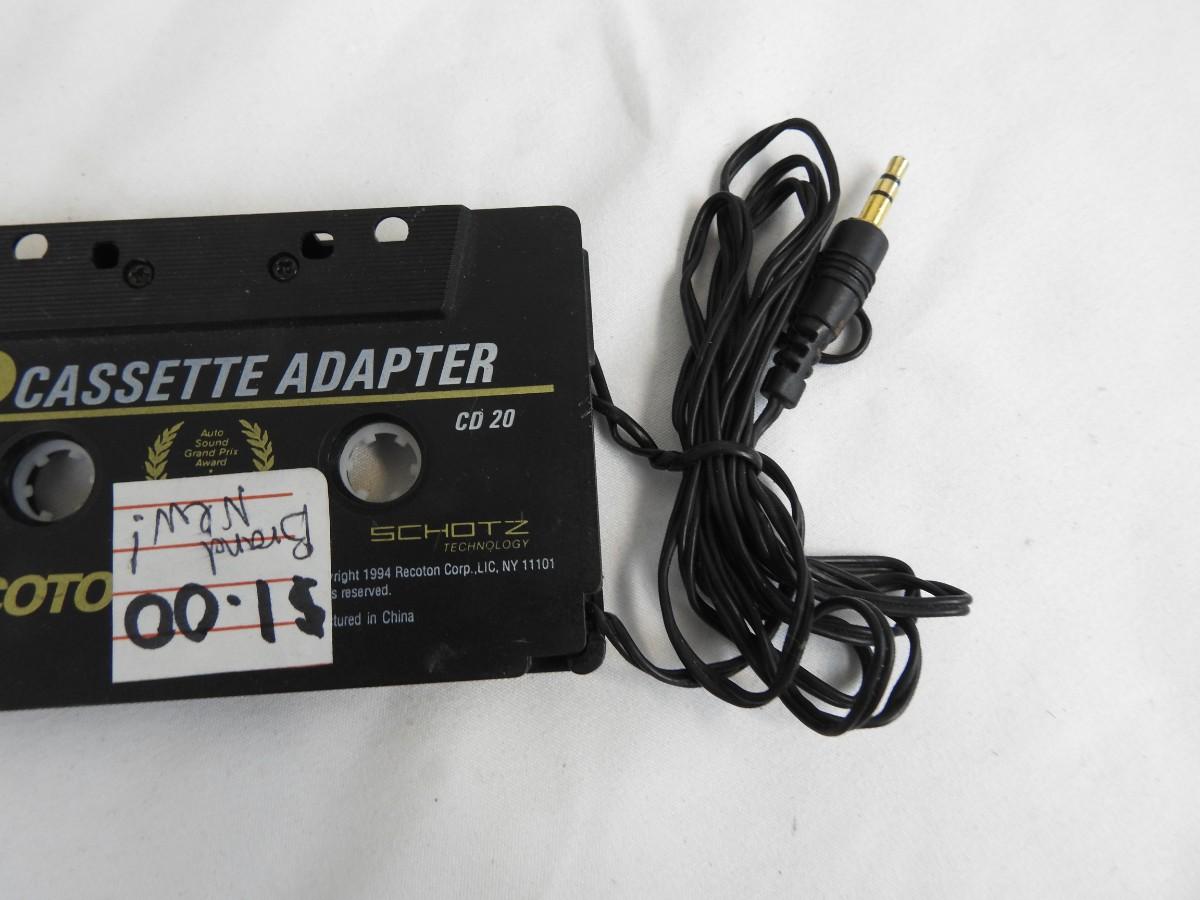 CASSETTE ADAPTER
CD 20
Auto
Sound
Grand Prix
Award
SCHOTZ
TECHNOLOGY
COTO
yright 1994 Recoton Corp.,LIC, NY 11101
s reserved.
tured in China
Brand
New!
$1.00